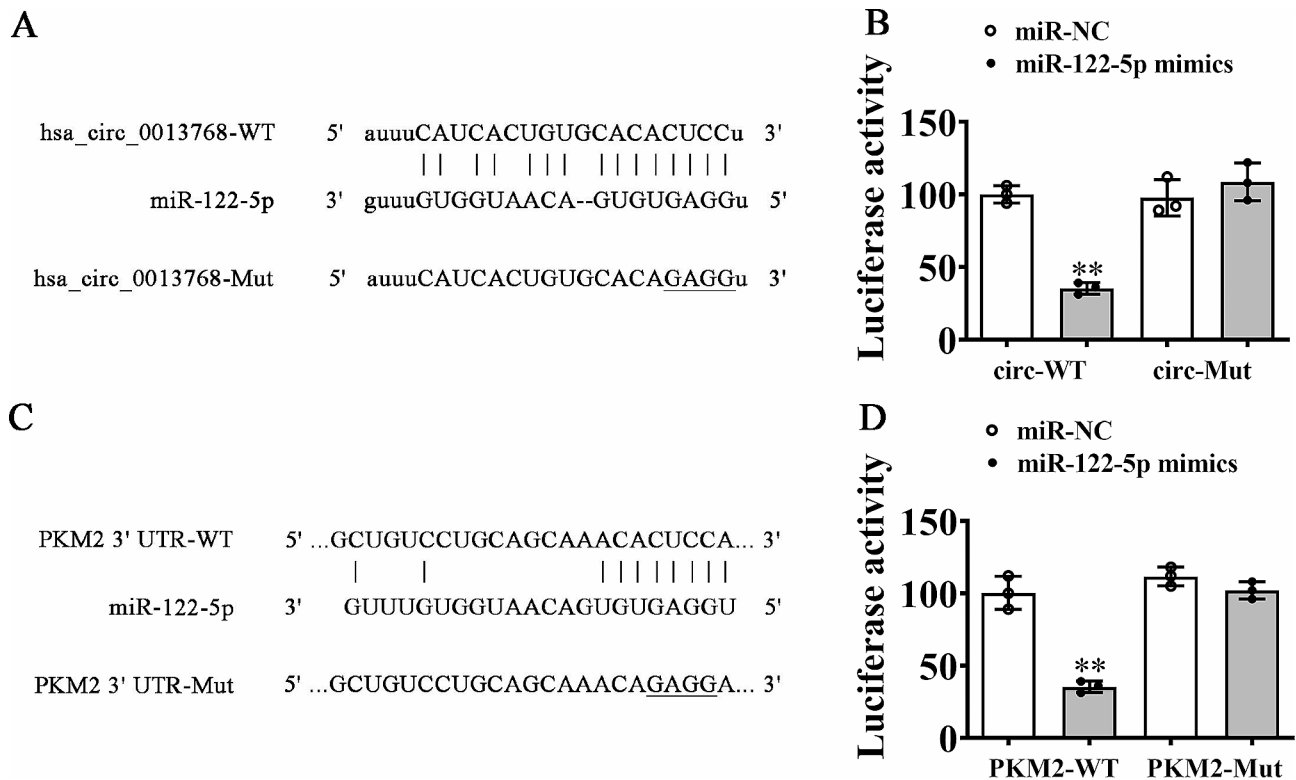 A
hsa_circ_0013768-WT 5' auuuCAUCACUGUGCACACUCCu 3'
miR-122-5p 3' guuuGUGGUAACA--GUGUGAGGu 5'
hsa_circ_0013768-Mut 5' auuuCAUCACUGUGCACAGAGGu 3'
B
miR-NC
miR-122-5p mimics
Luciferase activity
150
100
50
0
**
circ-WT circ-Mut
C
PKM2 3' UTR-WT 5' ...GCUGUCCUGCAGCAAACACUCCA... 3'
miR-122-5p 3' GUUUGUGGUAACAGUGUGAGGU 5'
PKM2 3' UTR-Mut 5' ...GCUGUCCUGCAGCAAACAGAGGA... 3'
D
miR-NC
miR-122-5p mimics
Luciferase activity
150
100
50
0
**
PKM2-WT PKM2-Mut